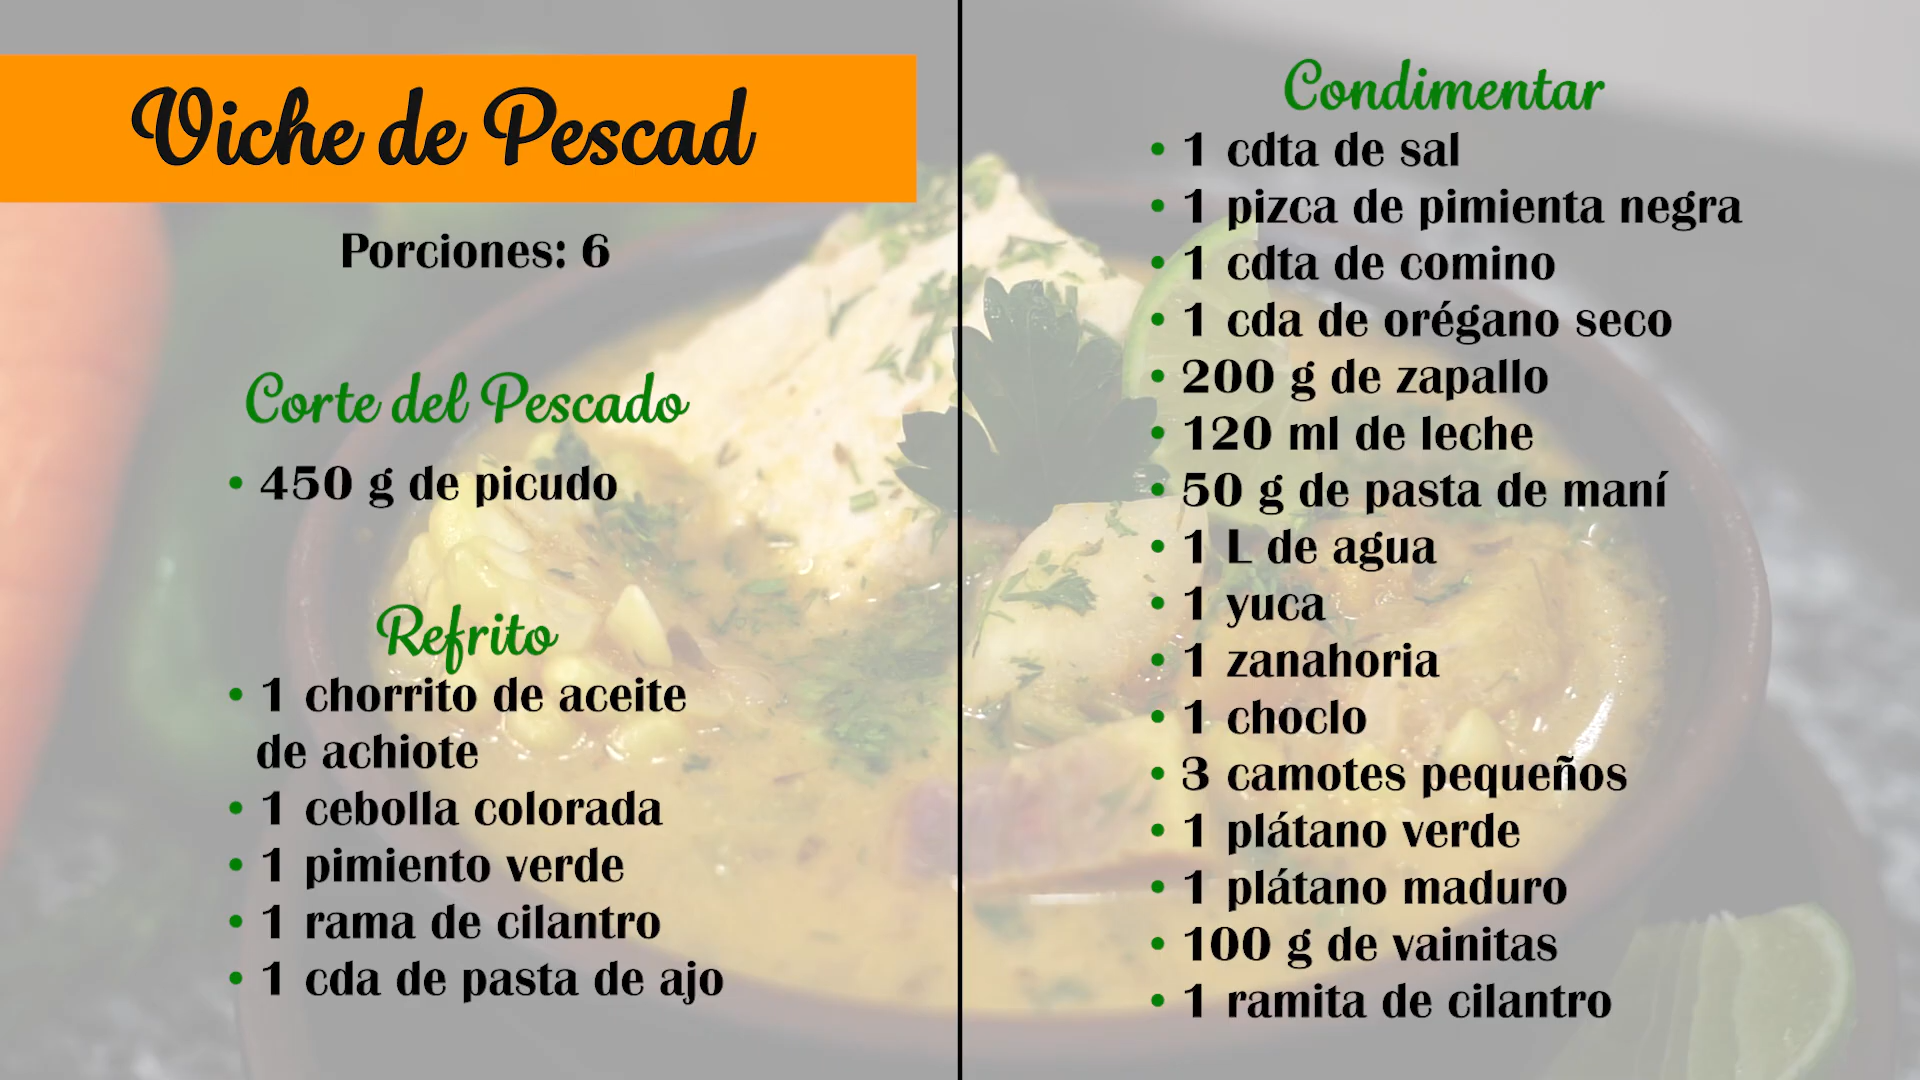 Viche de Pescad
Porciones: 6
Corte del Pescado
• 450 g de picudo
Refrito
• 1 chorrito de aceite
de achiote
• 1 cebolla colorada
• 1 pimiento verde
• 1 rama de cilantro
• 1 cda de pasta de ajo
Condimentar
• 1 cdta de sal
• 1 pizca de pimienta negra
• 1 cdta de comino
• 1 cda de orégano seco
• 200 g de zapallo
• 120 ml de leche
• 50 g de pasta de maní
• 1 L de agua
• 1 yuca
• 1 zanahoria
• 1 choclo
• 3 camotes pequeños
• 1 plátano verde
• 1 plátano maduro
• 100 g de vainitas
• 1 ramita de cilantro